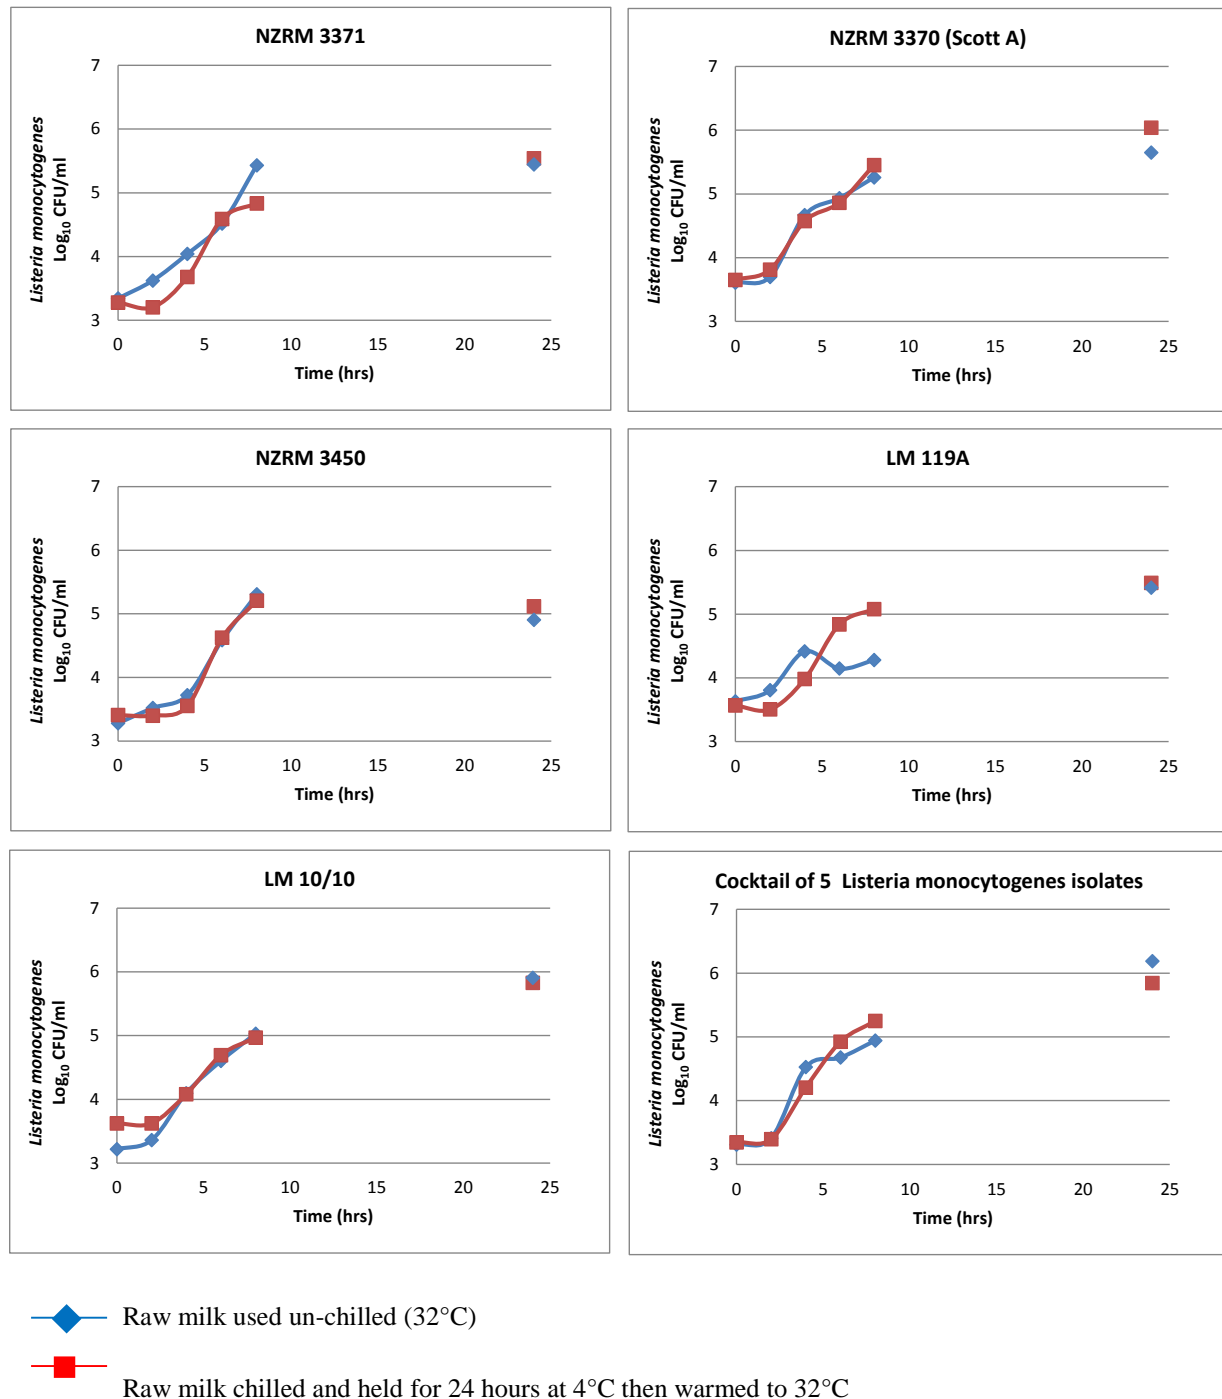 NZRM 3371
7
6
5
4
3
0 5 10 15 20 25
Listeria monocytogenes
Log10 CFU/ml
Time (hrs)
NZRM 3370 (Scott A)
7
6
5
4
3
0 5 10 15 20 25
Listeria monocytogenes
Log10 CFU/ml
Time (hrs)
NZRM 3450
7
6
5
4
3
0 5 10 15 20 25
Listeria monocytogenes
Log10 CFU/ml
Time (hrs)
LM 119A
7
6
5
4
3
0 5 10 15 20 25
Listeria monocytogenes
Log10 CFU/ml
Time (hrs)
LM 10/10
7
6
5
4
3
0 5 10 15 20 25
Listeria monocytogenes
Log10 CFU/ml
Time (hrs)
Cocktail of 5 Listeria monocytogenes isolates
7
6
5
4
3
0 5 10 15 20 25
Listeria monocytogenes
Log10 CFU/ml
Time (hrs)
Raw milk used un-chilled (32°C)
Raw milk chilled and held for 24 hours at 4°C then warmed to 32°C